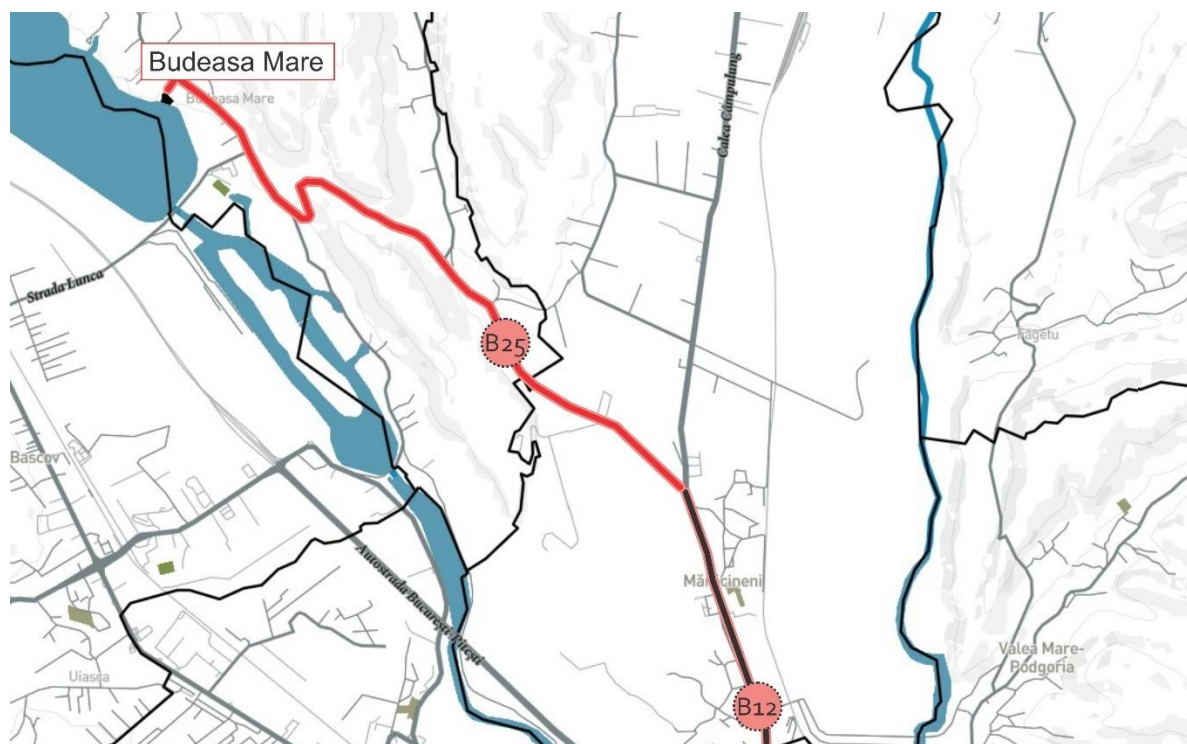 Budeasa Mare
Budeasa Mare
Calea Câmpulung
Strada Lunca
B25
Făgetu
Bascov
Autostrada București-Pitești
Mărăcineni
Valea Mare-
Podgoria
Uiasca
B12